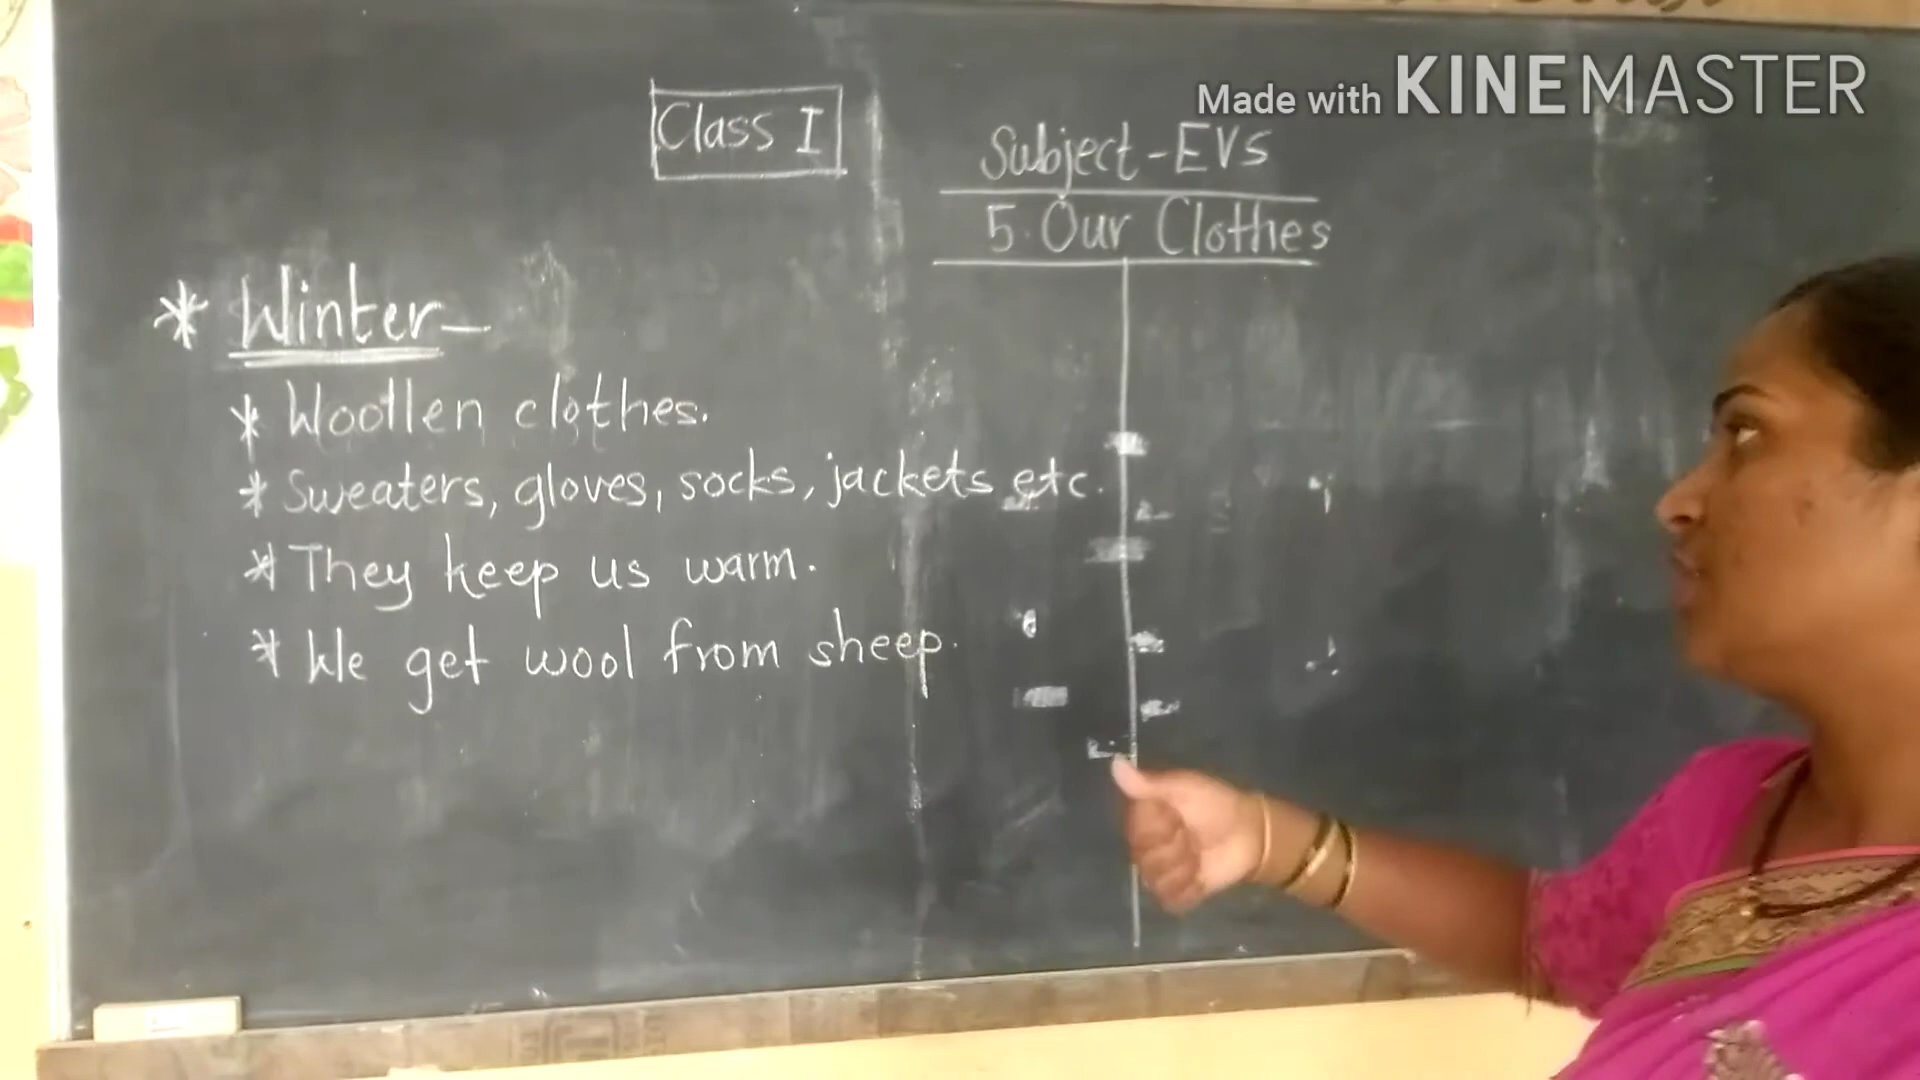 Made with KINEMASTER
Class I
Subject - EVS
5. Our Clothes
* Winter -
* Woollen clothes.
* Sweaters, gloves, socks, jackets etc.
* They keep us warm.
* We get wool from sheep.